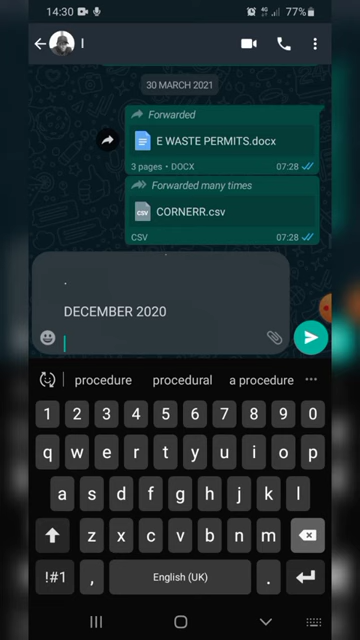 14:30 77%
I
30 MARCH 2021
Forwarded
E WASTE PERMITS.docx
3 pages • DOCX 07:28
Forwarded many times
CSV CORNERR.csv
CSV 07:28
.
DECEMBER 2020
procedure procedural a procedure •••
1 2 3 4 5 6 7 8 9 0
q w e r t y u i o p
a s d f g h j k l
z x c v b n m
!#1 , English (UK) .